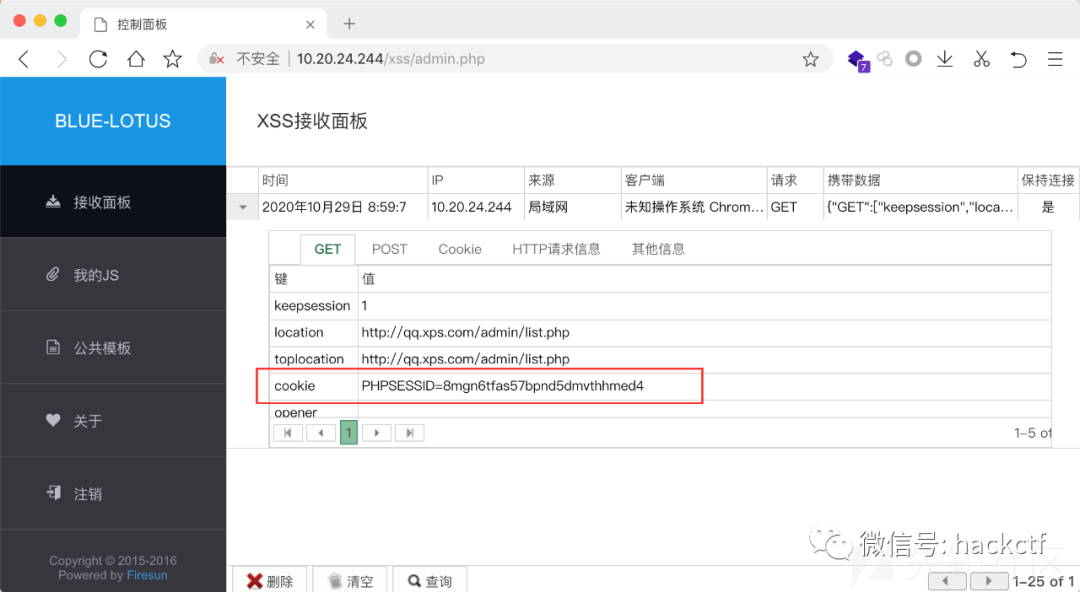 控制面板
不安全 10.20.24.244/xss/admin.php
7
BLUE-LOTUS
接收面板
我的JS
公共模板
关于
注销
Copyright © 2015-2016
Powered by Firesun
XSS接收面板
时间 IP 来源 客户端 请求 携带数据 保持连接
2020年10月29日 8:59:7 10.20.24.244 局域网 未知操作系统 Chrom... GET {"GET":["keepsession","loca... 是
GET POST Cookie HTTP请求信息 其他信息
键 值
keepsession 1
location http://qq.xps.com/admin/list.php
toplocation http://qq.xps.com/admin/list.php
cookie PHPSESSID=8mgn6tfas57bpnd5dmvthhmed4
opener
1 1–5 of
微信号: hackctf
删除 清空 查询 1–25 of 1